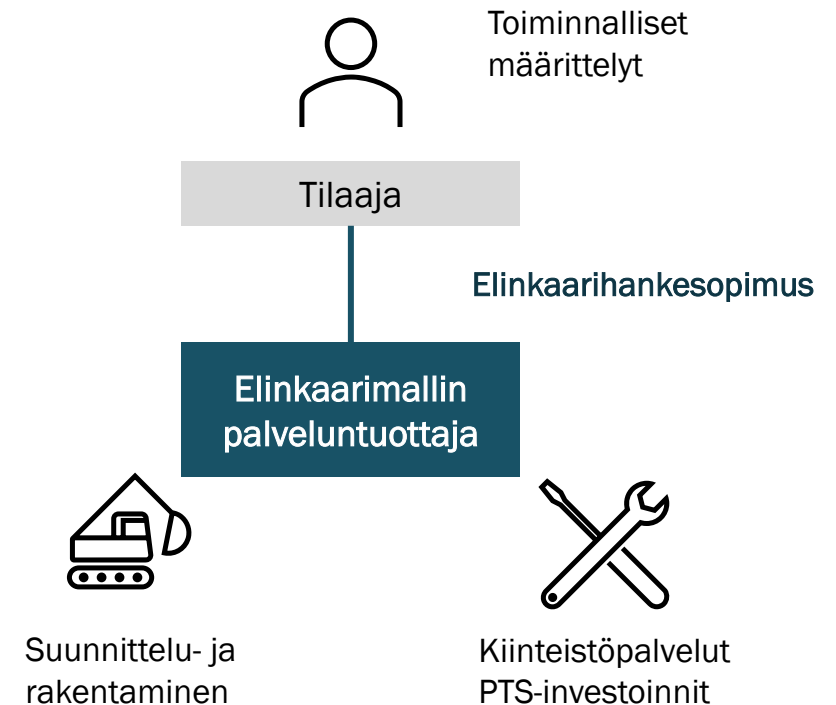 Toiminnalliset
määrittelyt
Tilaaja
Elinkaarihankesopimus
Elinkaarimallin
palveluntuottaja
Suunnittelu- ja
rakentaminen
Kiinteistöpalvelut
PTS-investoinnit